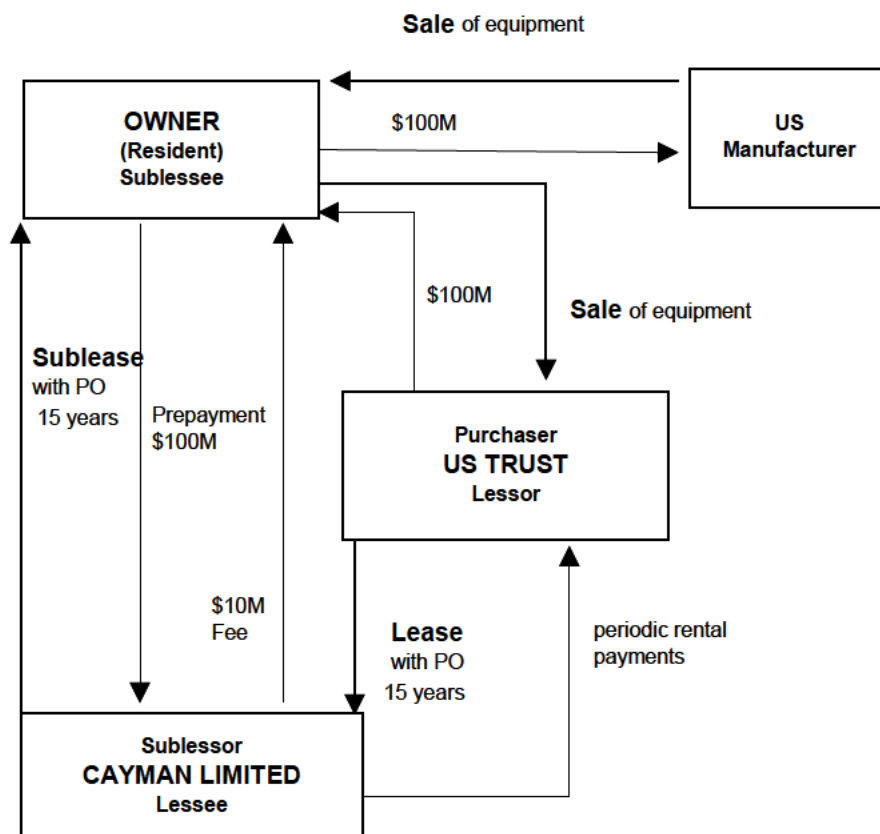 Sale of equipment
OWNER
(Resident)
Sublessee
$100M
US
Manufacturer
$100M
Sale of equipment
Sublease
with PO
15 years
Prepayment
$100M
Purchaser
US TRUST
Lessor
$10M
Fee
Lease
with PO
15 years
periodic rental
payments
Sublessor
CAYMAN LIMITED
Lessee